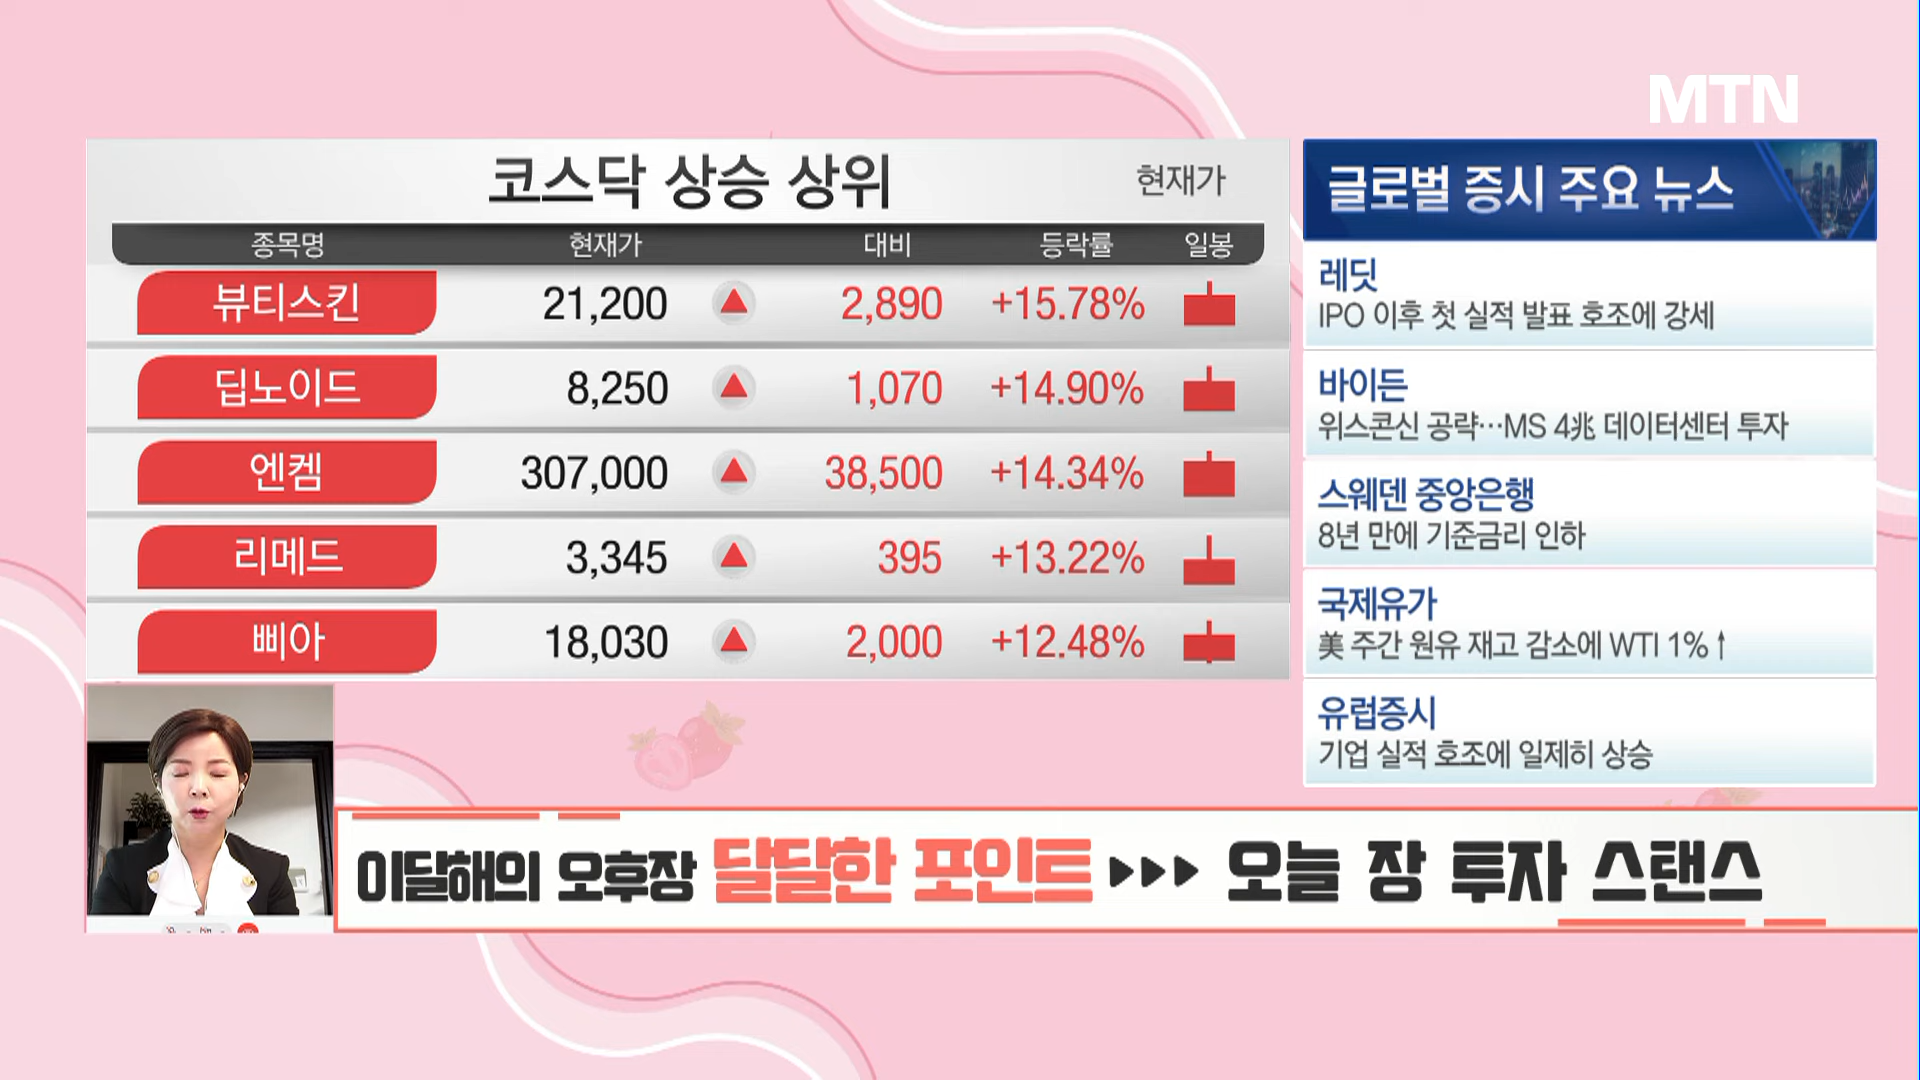 MTN
코스닥 상승 상위
현재가
종목명 현재가 대비 등락률 일봉
뷰티스킨 21,200 ▲ 2,890 +15.78%
딥노이드 8,250 ▲ 1,070 +14.90%
엔켐 307,000 ▲ 38,500 +14.34%
리메드 3,345 ▲ 395 +13.22%
삐아 18,030 ▲ 2,000 +12.48%
글로벌 증시 주요 뉴스
레딧
IPO 이후 첫 실적 발표 호조에 강세
바이든
위스콘신 공략…MS 4兆 데이터센터 투자
스웨덴 중앙은행
8년 만에 기준금리 인하
국제유가
美 주간 원유 재고 감소에 WTI 1%↑
유럽증시
기업 실적 호조에 일제히 상승
이달해의 오후장 달달한 포인트 ▶▶▶ 오늘 장 투자 스탠스